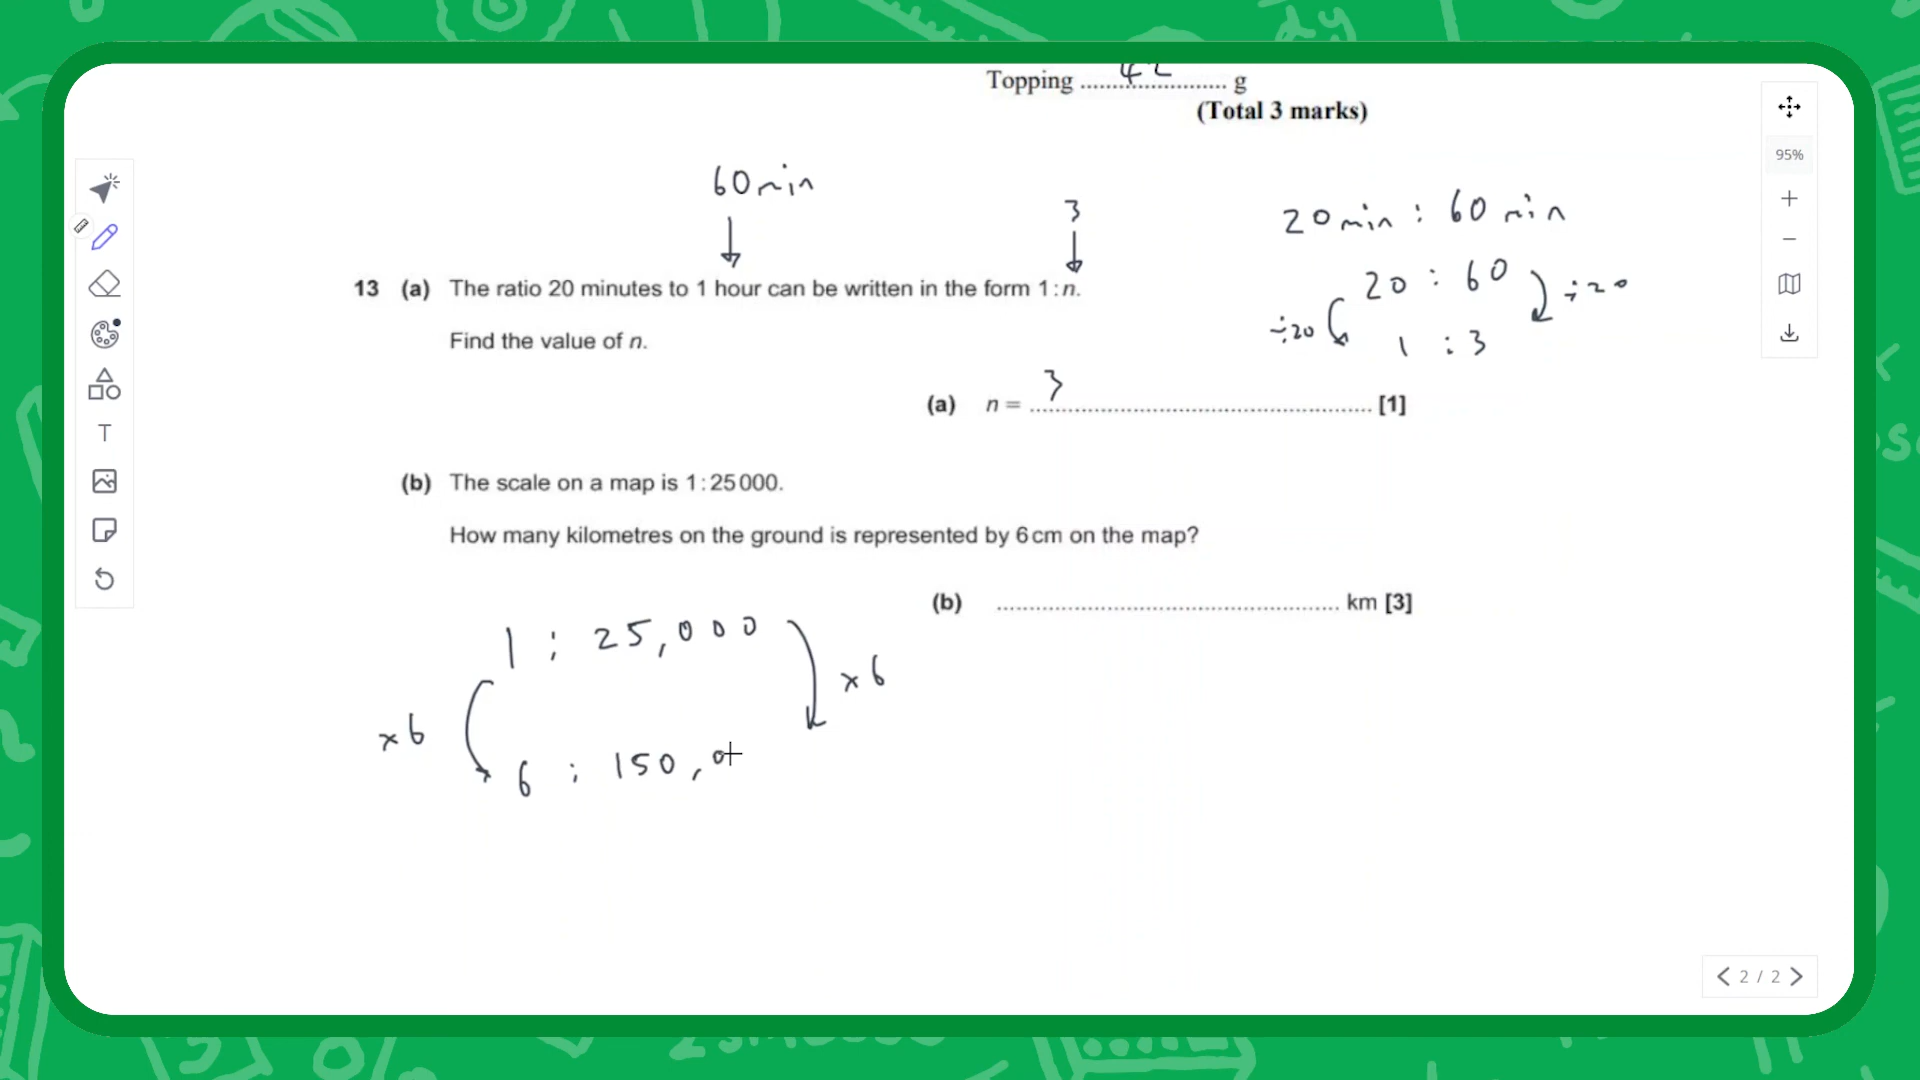 Topping ........................ g
42
(Total 3 marks)
60 min
3
20 min : 60 min
13 (a) The ratio 20 minutes to 1 hour can be written in the form 1 : n.
20 : 60
÷20
÷20
1 : 3
Find the value of n.
(a) n = 3 [1]
(b) The scale on a map is 1 : 25 000.
How many kilometres on the ground is represented by 6 cm on the map?
(b) ........................ km [3]
1 : 25,000
×6
×6
6 : 150,0
95%
T
2 / 2